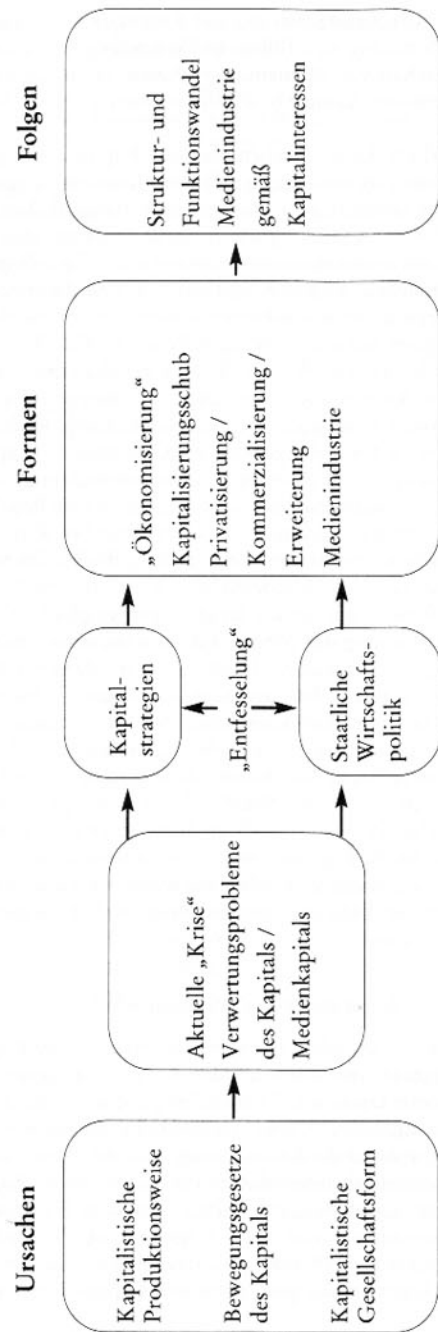 Ursachen
Kapitalistische
Produktionsweise
Bewegungsgesetze
des Kapitals
Kapitalistische
Gesellschaftsform
Aktuelle „Krise“
Verwertungsprobleme
des Kapitals /
Medienkapitals
Kapital-
strategien
„Entfesselung“
Staatliche
Wirtschafts-
politik
Formen
„Ökonomisierung“
Kapitalisierungsschub
Privatisierung /
Kommerzialisierung /
Erweiterung
Medienindustrie
Folgen
Struktur- und
Funktionswandel
Medienindustrie
gemäß
Kapitalinteressen